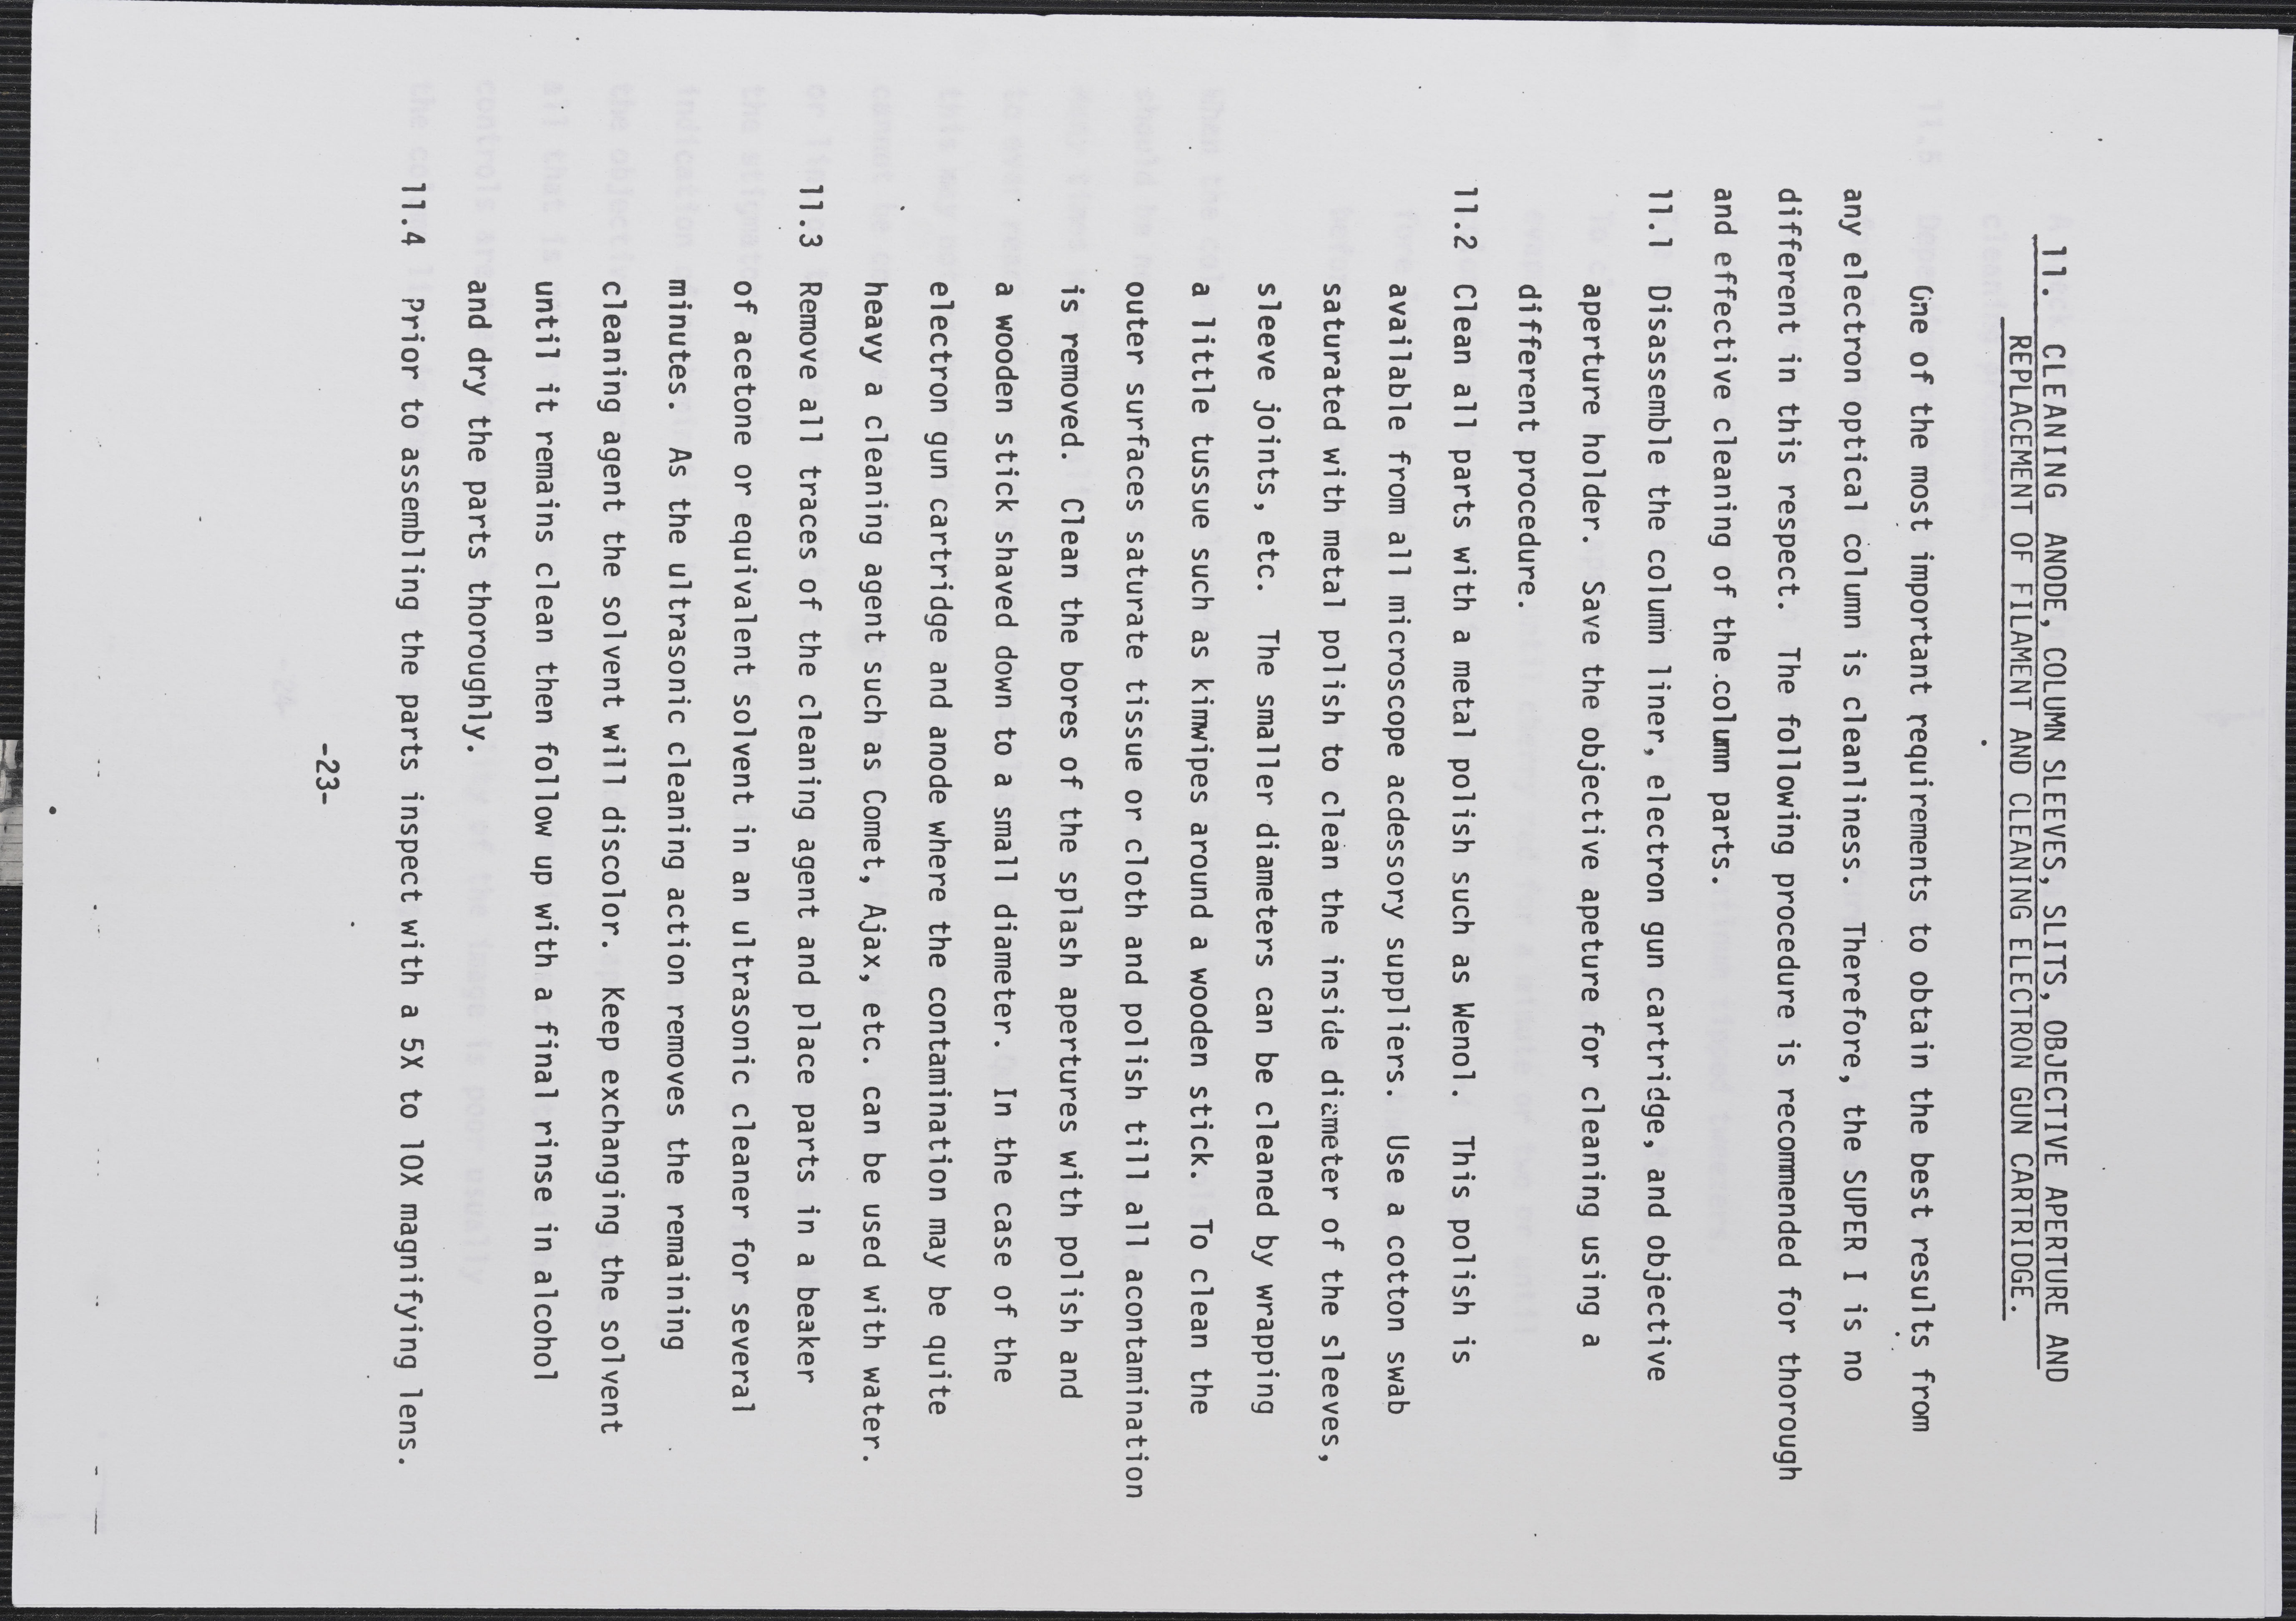 11. CLEANING ANODE, COLUMN SLEEVES, SLITS, OBJECTIVE APERTURE AND
REPLACEMENT OF FILAMENT AND CLEANING ELECTRON GUN CARTRIDGE.
One of the most important requirements to obtain the best results from
any electron optical column is cleanliness. Therefore, the SUPER I is no
different in this respect. The following procedure is recommended for thorough
and effective cleaning of the column parts.
11.1 Disassemble the column liner, electron gun cartridge, and objective
aperture holder. Save the objective aperture for cleaning using a
different procedure.
11.2 Clean all parts with a metal polish such as Wenol. This polish is
available from all microscope acdessory suppliers. Use a cotton swab
saturated with metal polish to clean the inside diameter of the sleeves,
sleeve joints, etc. The smaller diameters can be cleaned by wrapping
a little tussue such as kimwipes around a wooden stick. To clean the
outer surfaces saturate tissue or cloth and polish till all acontamination
is removed. Clean the bores of the splash apertures with polish and
a wooden stick shaved down to a small diameter. In the case of the
electron gun cartridge and anode where the contamination may be quite
heavy a cleaning agent such as Comet, Ajax, etc. can be used with water.
11.3 Remove all traces of the cleaning agent and place parts in a beaker
of acetone or equivalent solvent in an ultrasonic cleaner for several
minutes. As the ultrasonic cleaning action removes the remaining
cleaning agent the solvent will discolor. Keep exchanging the solvent
until it remains clean then follow up with a final rinse in alcohol
and dry the parts thoroughly.
11.4 Prior to assembling the parts inspect with a 5X to 10X magnifying lens.
-23-